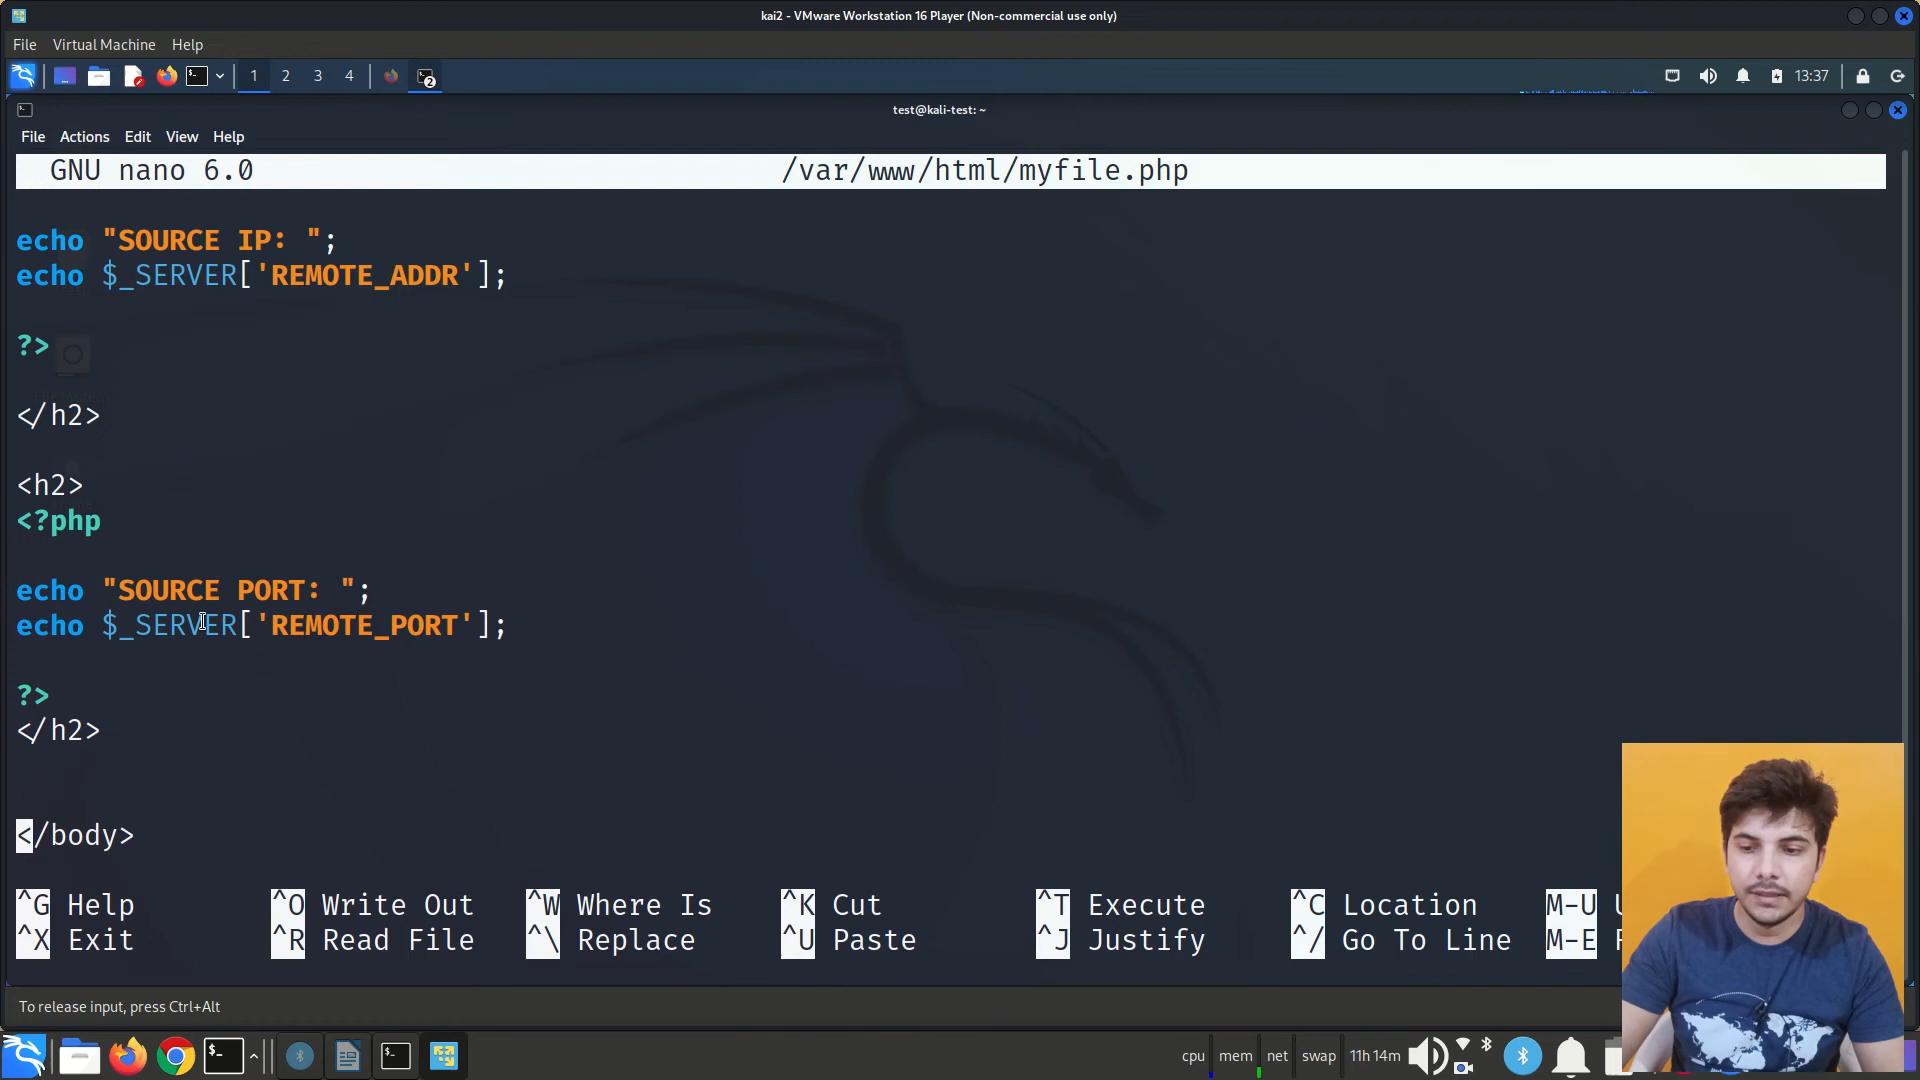 kai2 - VMware Workstation 16 Player (Non-commercial use only)
File Virtual Machine Help
1 2 3 4 2 13:37
test@kali-test: ~
File Actions Edit View Help
GNU nano 6.0 /var/www/html/myfile.php
echo "SOURCE IP: ";
echo $_SERVER['REMOTE_ADDR'];
?>
</h2>
<h2>
<?php
echo "SOURCE PORT: ";
echo $_SERVER['REMOTE_PORT'];
?>
</h2>
</body>
^G Help ^O Write Out ^W Where Is ^K Cut ^T Execute ^C Location M-U
^X Exit ^R Read File ^\ Replace ^U Paste ^J Justify ^/ Go To Line M-E
To release input, press Ctrl+Alt
cpu mem net swap 11h 14m